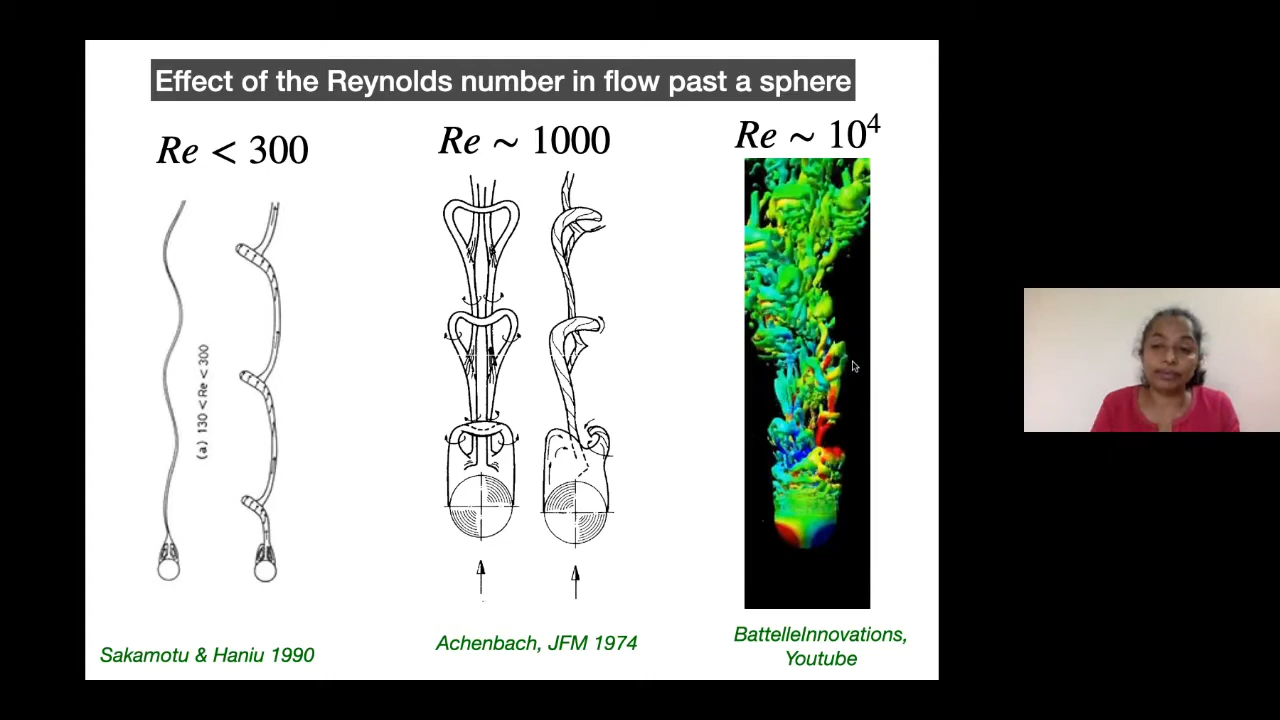 Effect of the Reynolds number in flow past a sphere
Re < 300
Re ∼ 1000
Re ∼ 10⁴
(a) 130 < Re < 300
Sakamotu & Haniu 1990
Achenbach, JFM 1974
BattelleInnovations,
Youtube